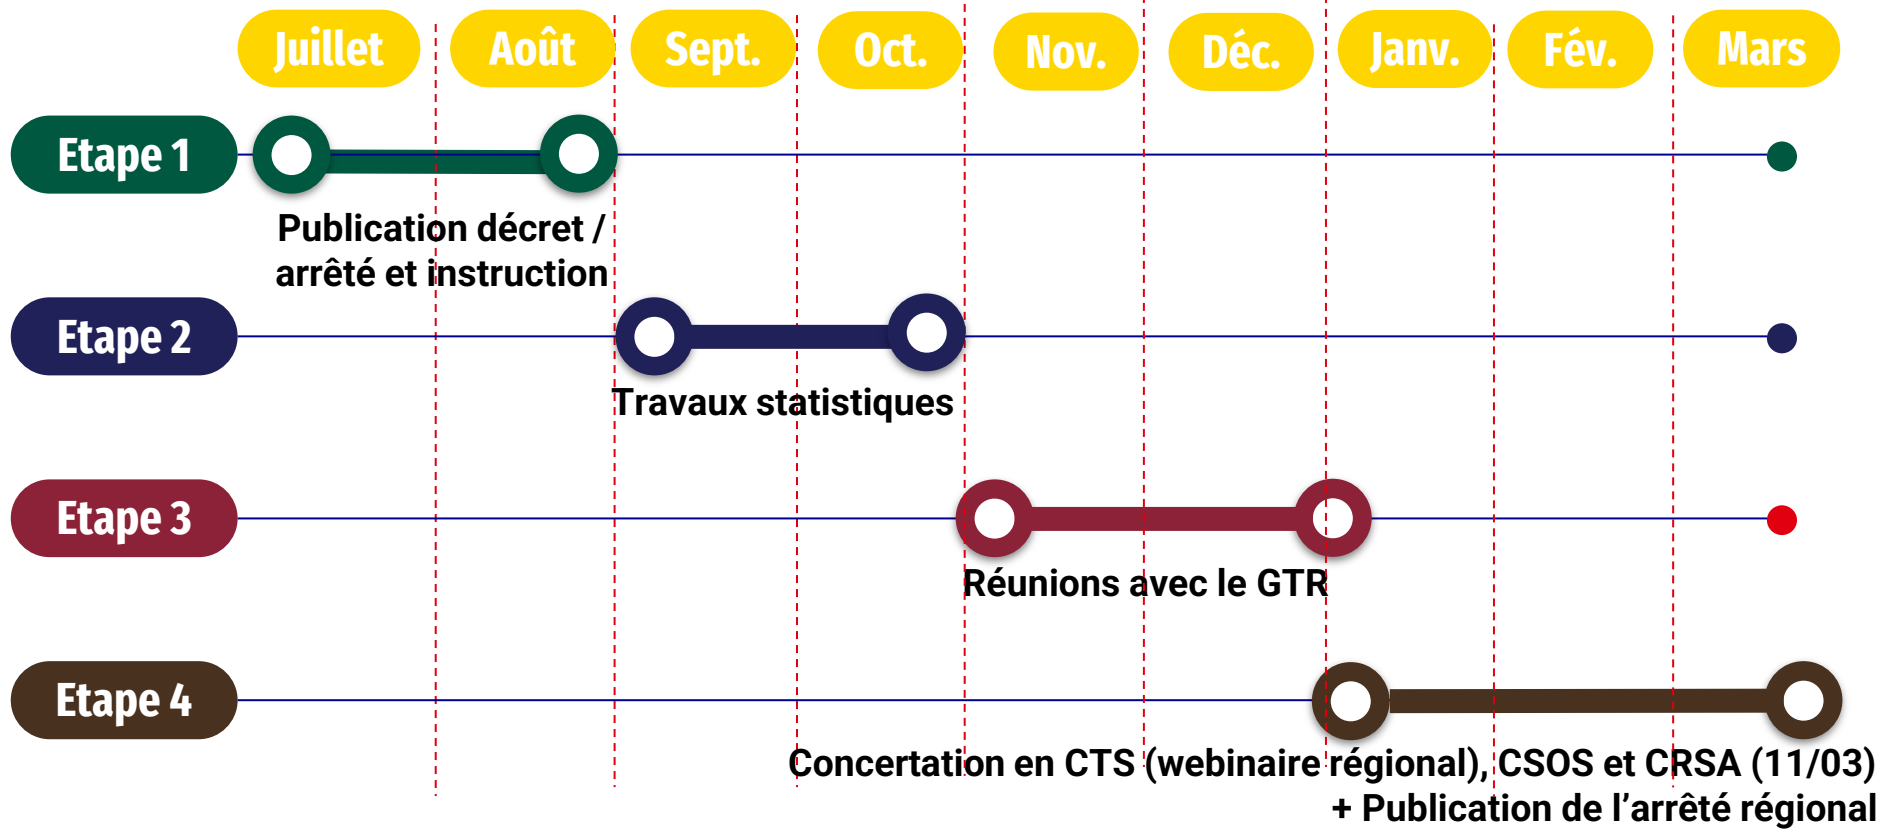 Juillet Août Sept. Oct. Nov. Déc. Janv. Fév. Mars
Etape 1
Publication décret /
arrêté et instruction
Etape 2
Travaux statistiques
Etape 3
Réunions avec le GTR
Etape 4
Concertation en CTS (webinaire régional), CSOS et CRSA (11/03)
+ Publication de l’arrêté régional